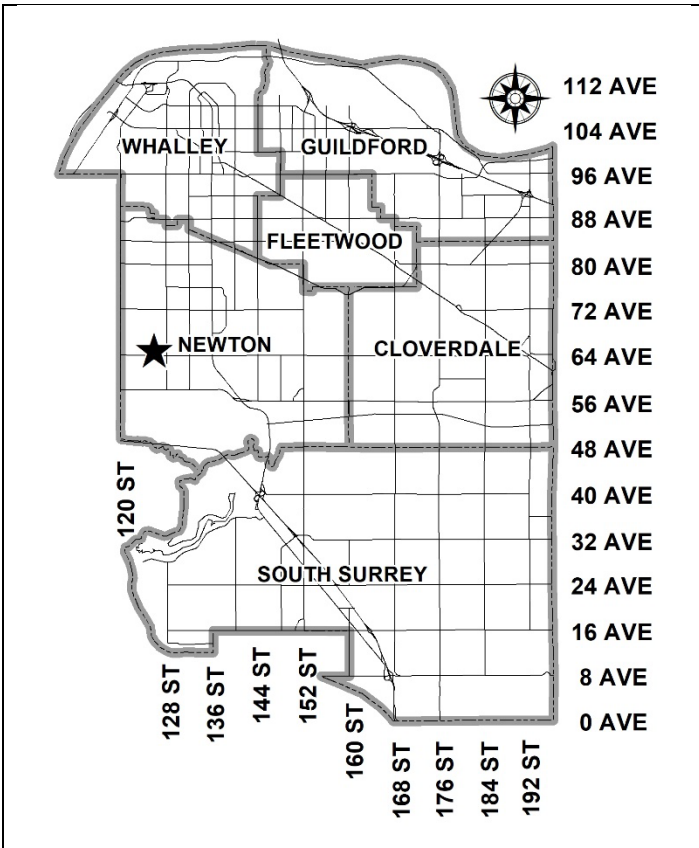 112 AVE
104 AVE
WHALLEY
GUILDFORD
96 AVE
88 AVE
FLEETWOOD
80 AVE
72 AVE
NEWTON
CLOVERDALE
64 AVE
56 AVE
48 AVE
120 ST
40 AVE
32 AVE
SOUTH SURREY
24 AVE
16 AVE
8 AVE
0 AVE
128 ST
136 ST
144 ST
152 ST
160 ST
168 ST
176 ST
184 ST
192 ST